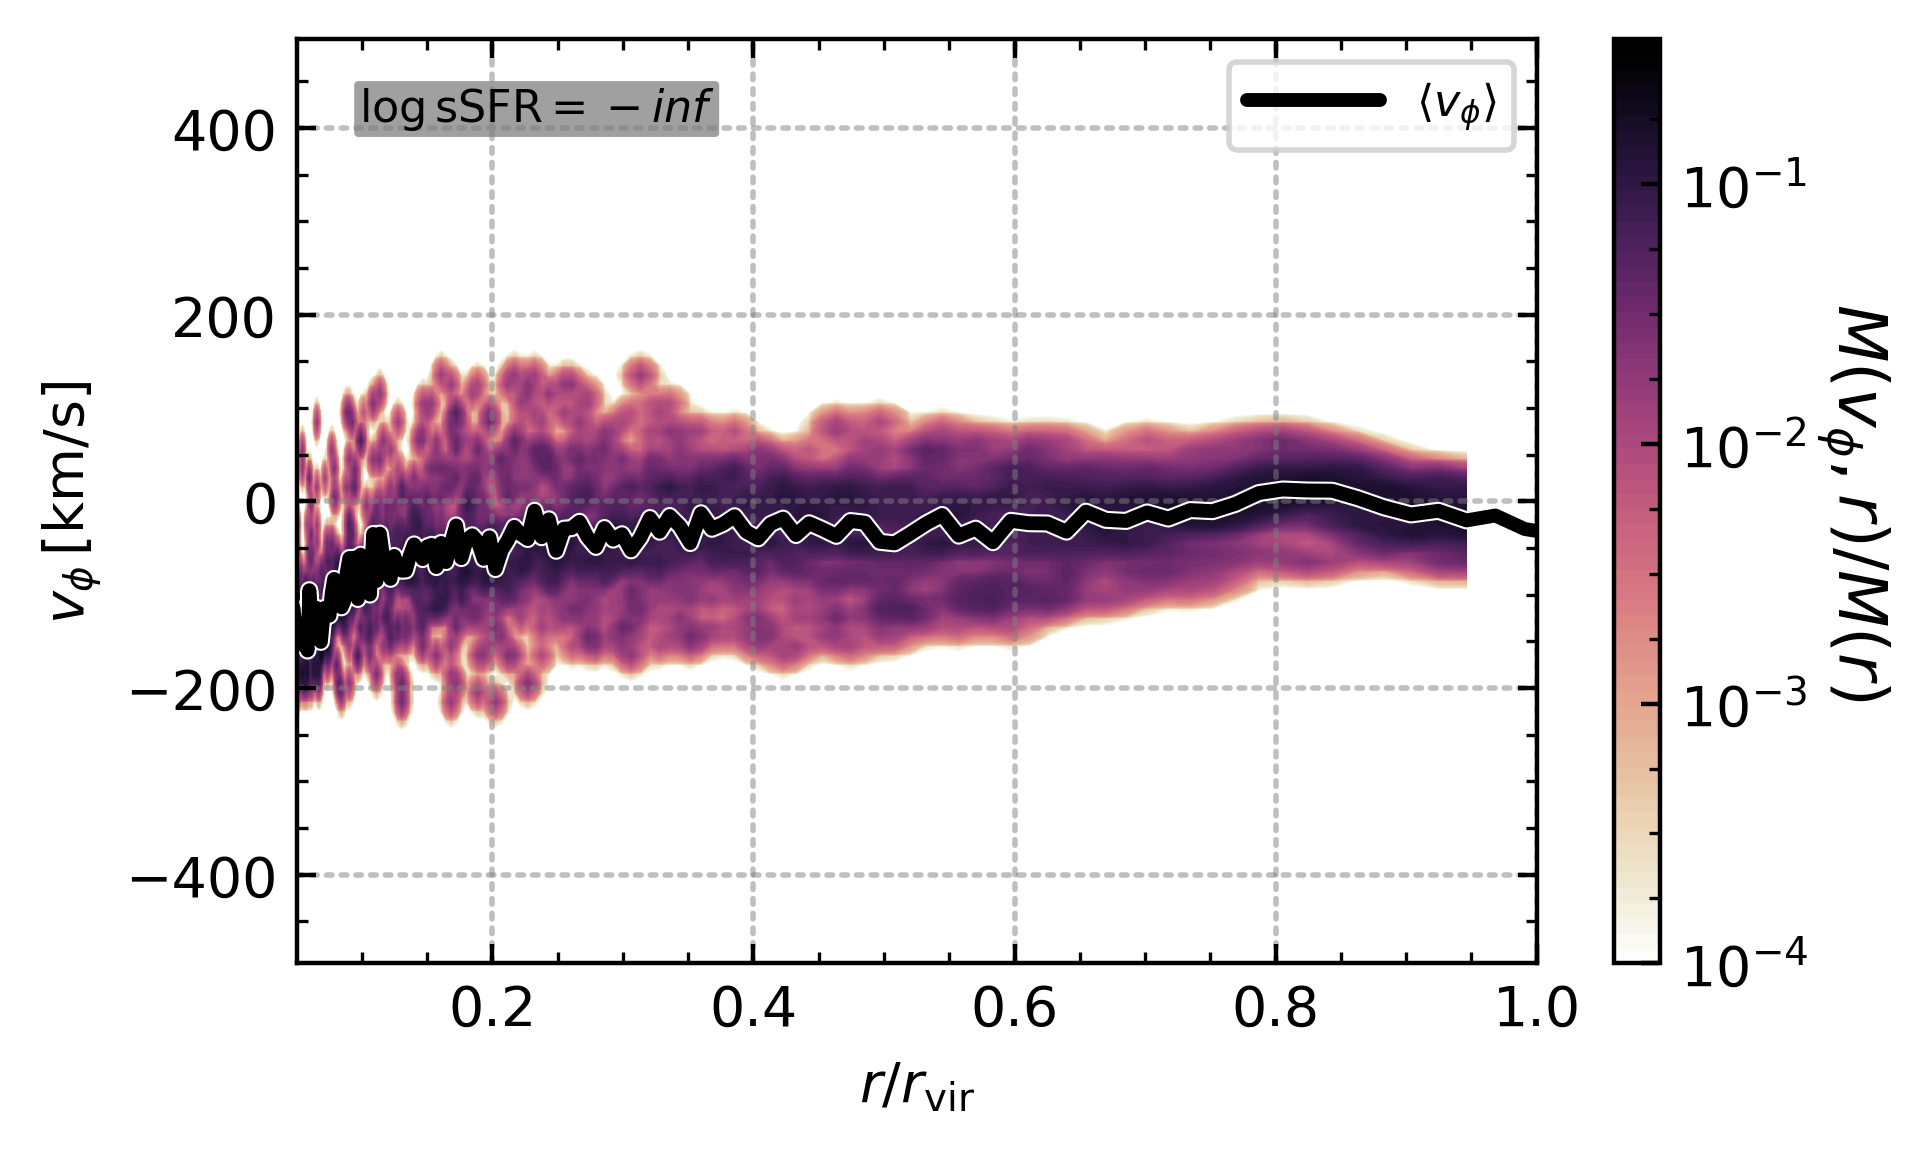 log sSFR = −inf
⟨v_ϕ⟩
400
200
0
−200
−400
v_ϕ [km/s]
0.2 0.4 0.6 0.8 1.0
r/r_vir
10⁻¹
10⁻²
10⁻³
10⁻⁴
M(v_ϕ, r)/M(r)